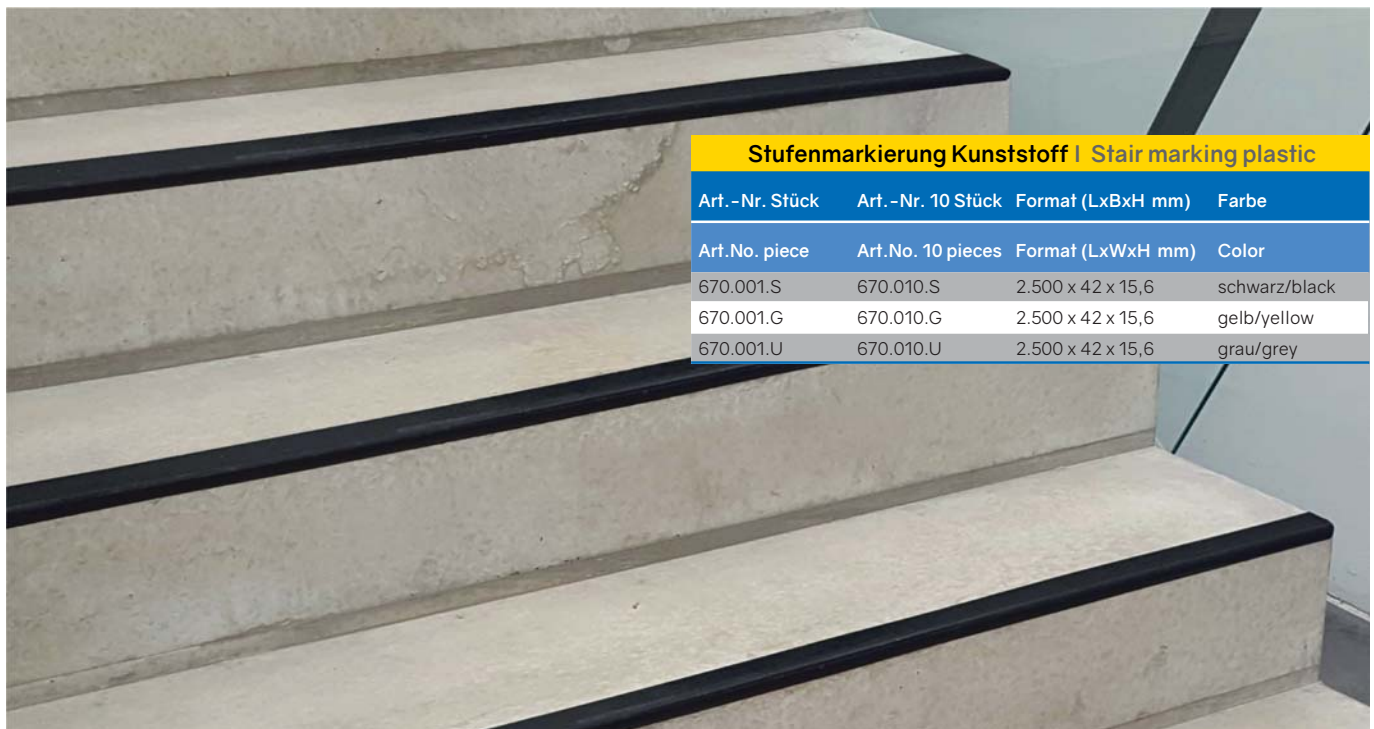 Stufenmarkierung Kunststoff I Stair marking plastic
Art.-Nr. Stück Art.-Nr. 10 Stück Format (LxBxH mm) Farbe
Art.No. piece Art.No. 10 pieces Format (LxWxH mm) Color
670.001.S 670.010.S 2.500 x 42 x 15,6 schwarz/black
670.001.G 670.010.G 2.500 x 42 x 15,6 gelb/yellow
670.001.U 670.010.U 2.500 x 42 x 15,6 grau/grey